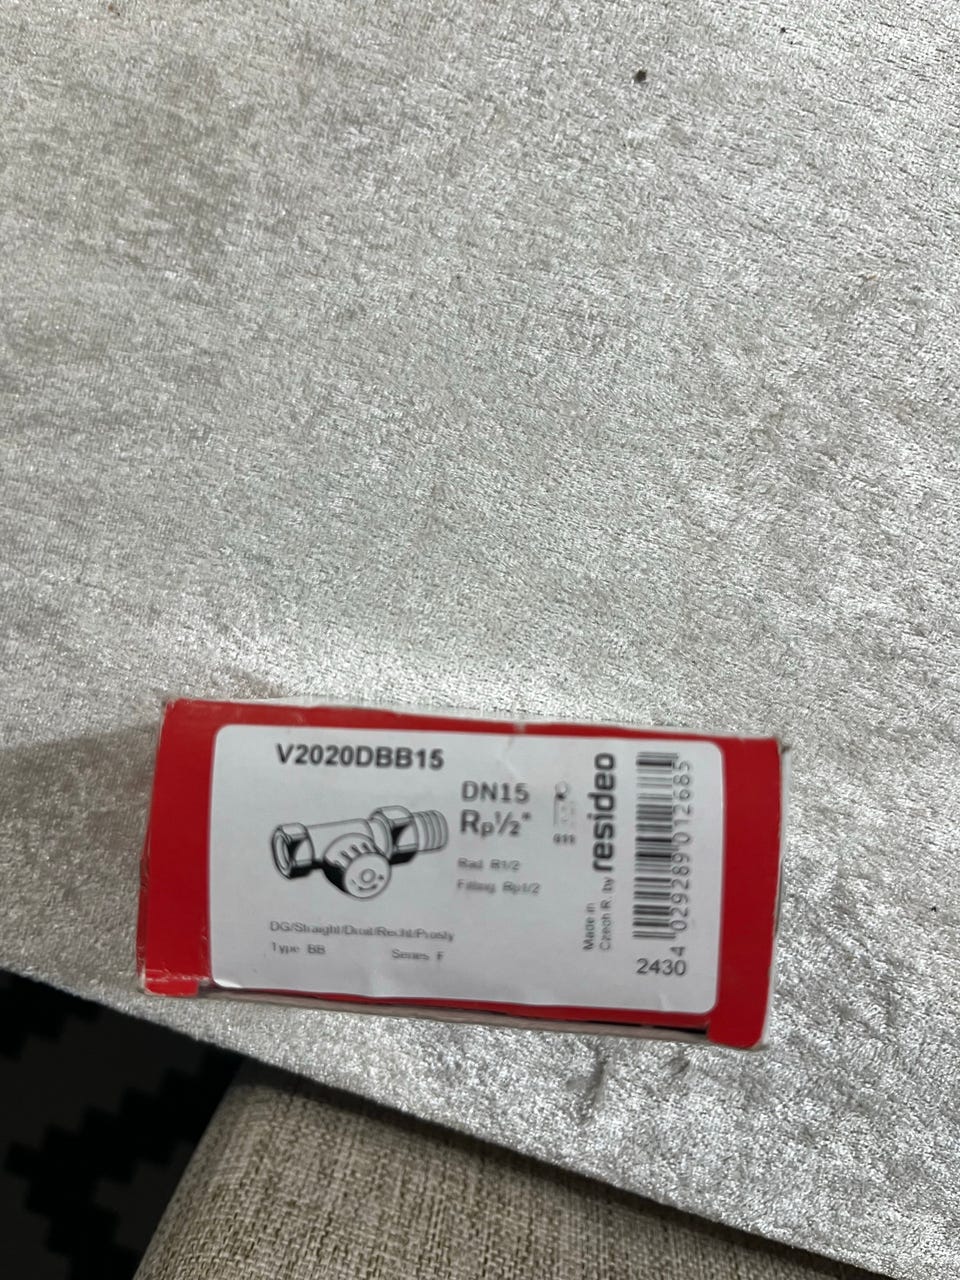 V2020DBB15
DN15
Rp½"
Rad. R1/2
Fitting Rp1/2
DG/Straight/Droit/Recht/Prosty
Type BB Series F
Made in
Czech R. by
resideo
4 029289 012685
2430